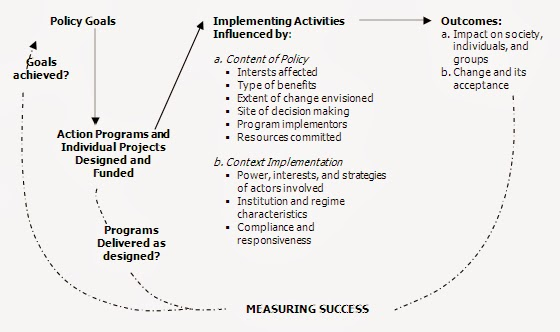 Policy Goals
Goals
achieved?
Action Programs and
Individual Projects
Designed and
Funded
Programs
Delivered as
designed?
Implementing Activities
Influenced by:
a. Content of Policy
▪ Intersts affected
▪ Type of benefits
▪ Extent of change envisioned
▪ Site of decision making
▪ Program implementors
▪ Resources committed
b. Context Implementation
▪ Power, interests, and strategies
of actors involved
▪ Institution and regime
characteristics
▪ Compliance and
responsiveness
Outcomes:
a. Impact on society,
individuals, and
groups
b. Change and its
acceptance
MEASURING SUCCESS